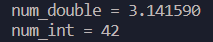 num_double = 3.141590
num_int = 42